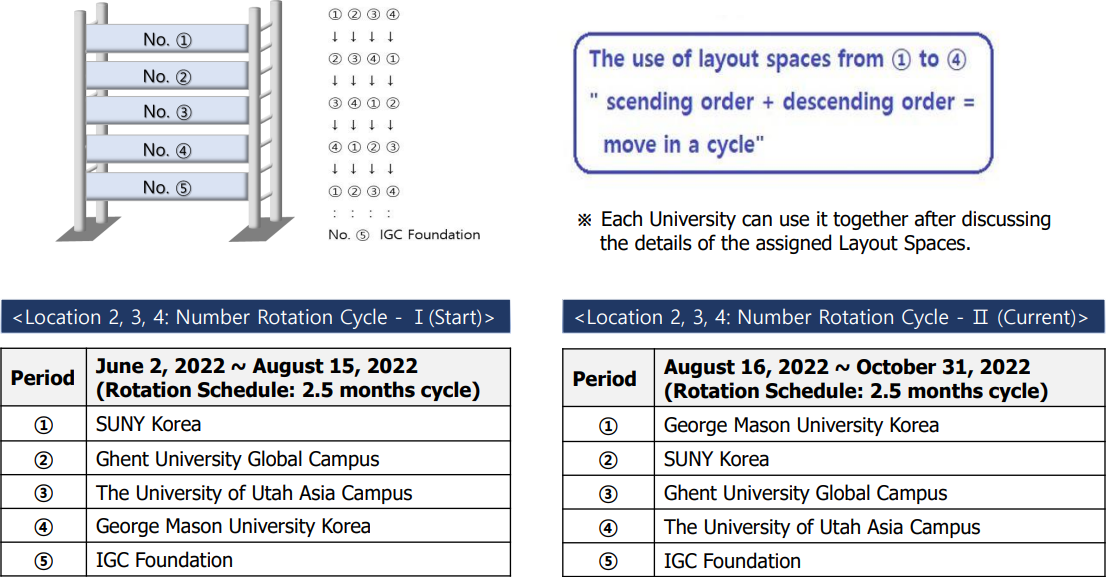 No. ①
No. ②
No. ③
No. ④
No. ⑤
① ② ③ ④
↓ ↓ ↓ ↓
② ③ ④ ①
↓ ↓ ↓ ↓
③ ④ ① ②
↓ ↓ ↓ ↓
④ ① ② ③
↓ ↓ ↓ ↓
① ② ③ ④
: : : :
No. ⑤ IGC Foundation
The use of layout spaces from ① to ④
" scending order + descending order =
move in a cycle"
※ Each University can use it together after discussing
the details of the assigned Layout Spaces.
<Location 2, 3, 4: Number Rotation Cycle - Ⅰ(Start)>
Period
June 2, 2022 ~ August 15, 2022
(Rotation Schedule: 2.5 months cycle)
① SUNY Korea
② Ghent University Global Campus
③ The University of Utah Asia Campus
④ George Mason University Korea
⑤ IGC Foundation
<Location 2, 3, 4: Number Rotation Cycle - Ⅱ (Current)>
Period
August 16, 2022 ~ October 31, 2022
(Rotation Schedule: 2.5 months cycle)
① George Mason University Korea
② SUNY Korea
③ Ghent University Global Campus
④ The University of Utah Asia Campus
⑤ IGC Foundation